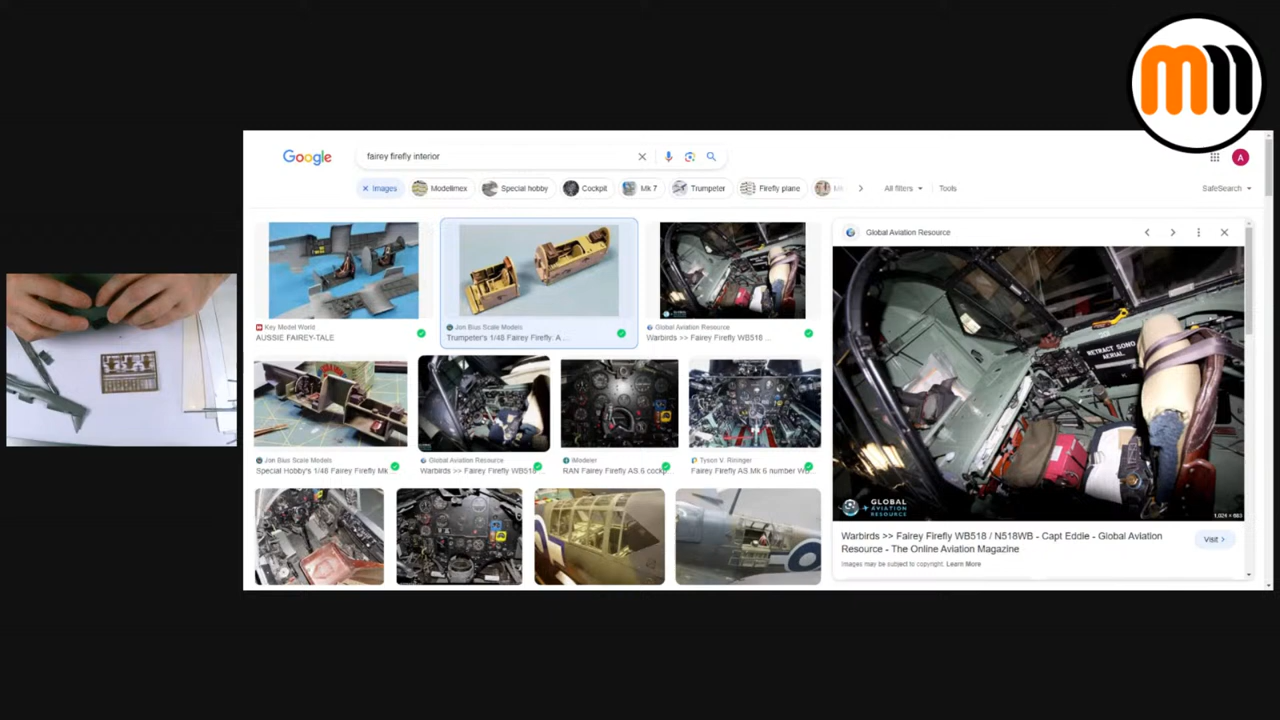 m
Google
fairey firefly interior
A
Images
Modelimex
Special hobby
Cockpit
Mk 7
Trumpeter
Firefly plane
All filters
Tools
SafeSearch
Key Model World
AUSSIE FAIREY-TALE
Jon Bius Scale Models
Trumpeter's 1/48 Fairey Firefly: A ...
Global Aviation Resource
Warbirds >> Fairey Firefly WB518 ...
Jon Bius Scale Models
Special Hobby's 1/48 Fairey Firefly Mk
Global Aviation Resource
Warbirds >> Fairey Firefly WB518
iModeler
RAN Fairey Firefly AS.6 cockp
Tyson V. Rininger
Fairey Firefly AS Mk 6 number WB
Global Aviation Resource
RETRACT SONO
AERIAL.
GLOBAL
AVIATION
RESOURCE
Warbirds >> Fairey Firefly WB518 / N518WB - Capt Eddie - Global Aviation
Resource - The Online Aviation Magazine
Visit >
Images may be subject to copyright. Learn More